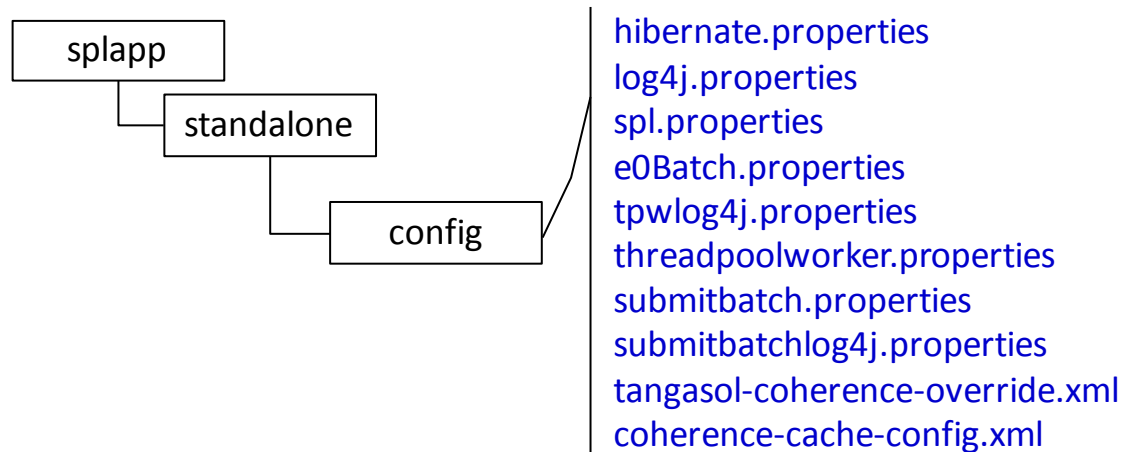 splapp
standalone
config
hibernate.properties
log4j.properties
spl.properties
e0Batch.properties
tpwlog4j.properties
threadpoolworker.properties
submitbatch.properties
submitbatchlog4j.properties
tangasol-coherence-override.xml
coherence-cache-config.xml